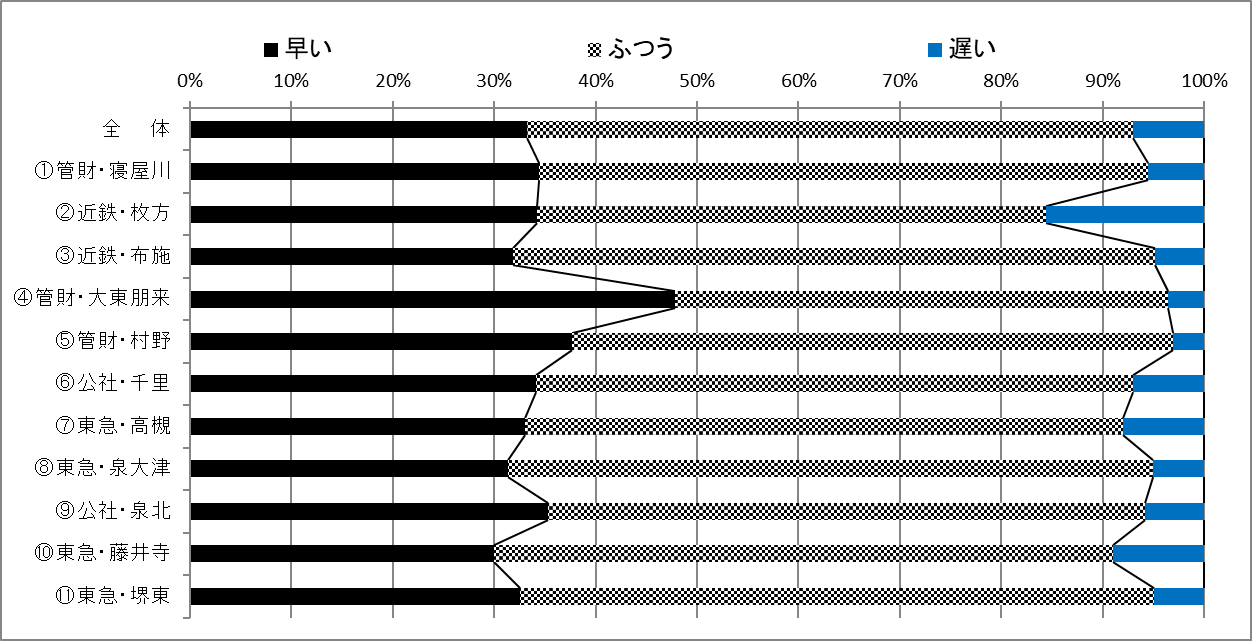 早い ふつう 遅い
0% 10% 20% 30% 40% 50% 60% 70% 80% 90% 100%
全 体
①管財・寝屋川
②近鉄・枚方
③近鉄・布施
④管財・大東朋来
⑤管財・村野
⑥公社・千里
⑦東急・高槻
⑧東急・泉大津
⑨公社・泉北
⑩東急・藤井寺
⑪東急・堺東